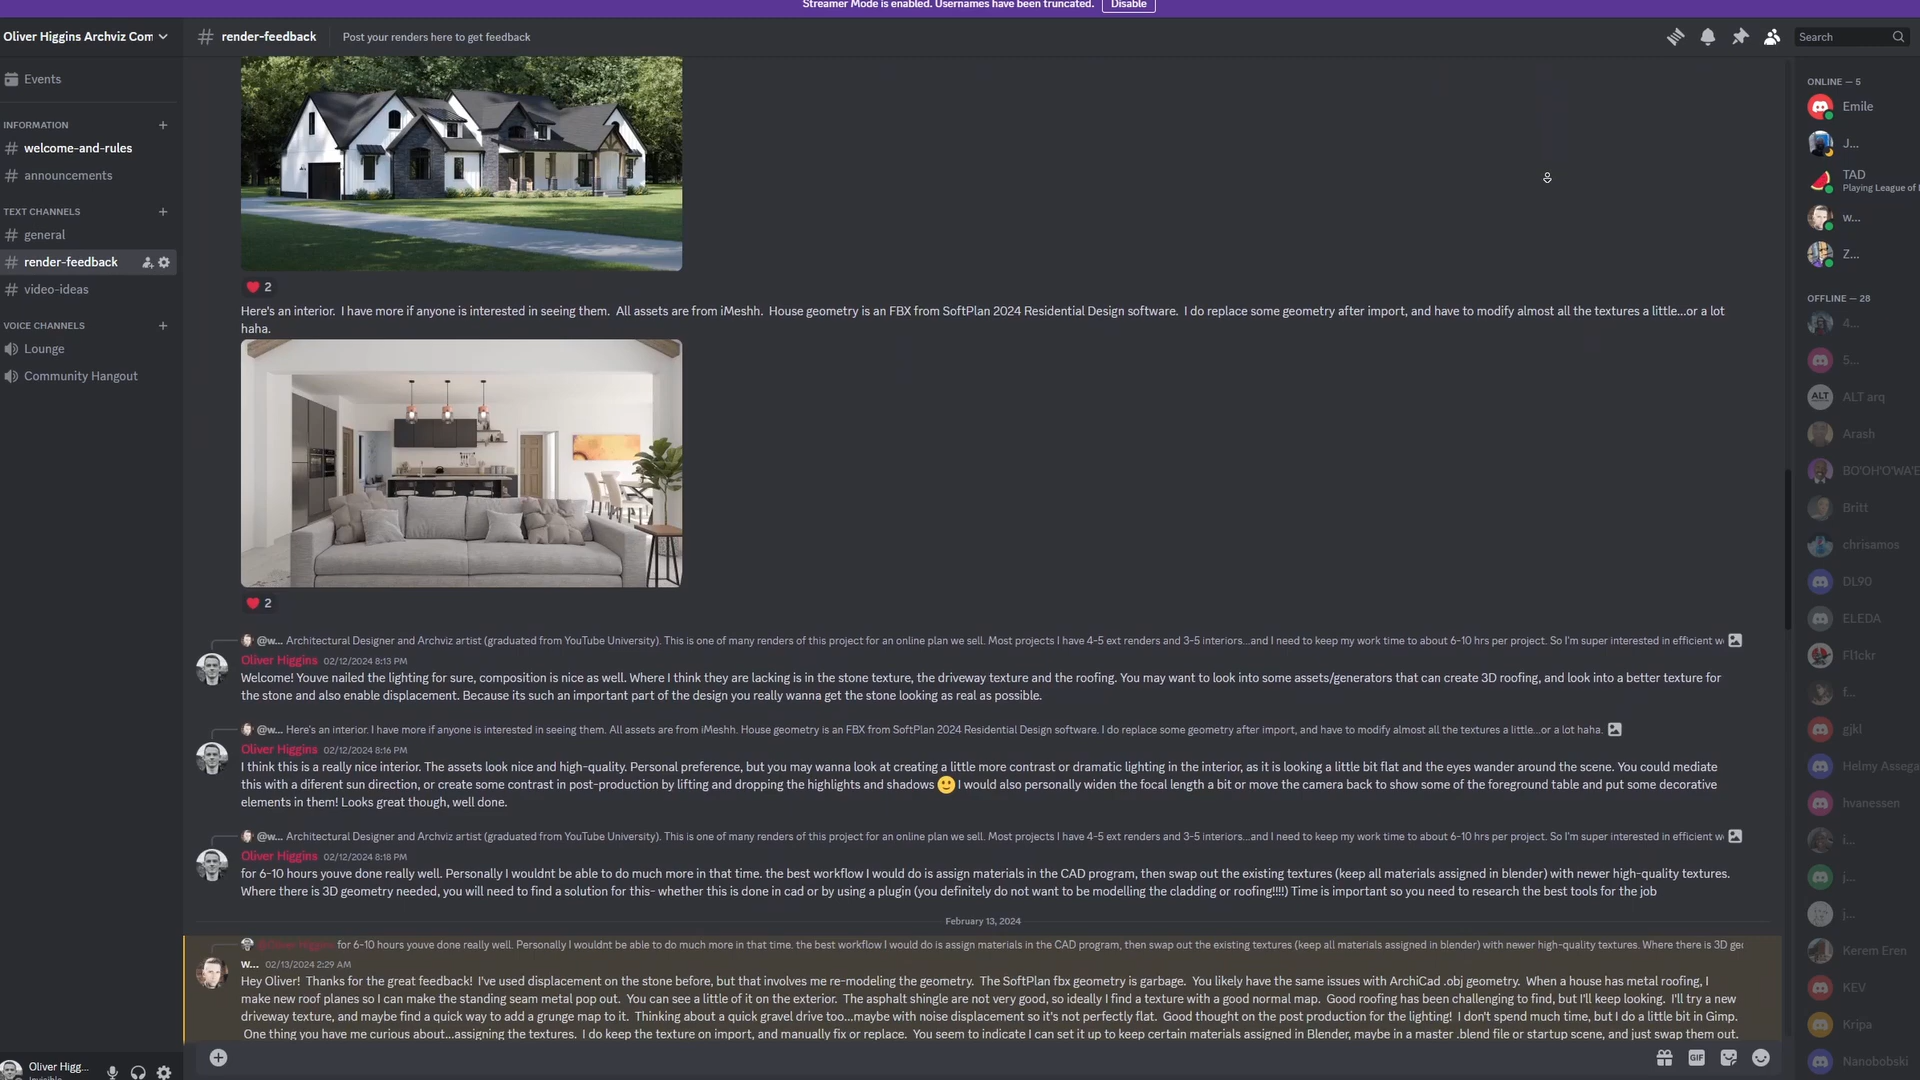 Streamer Mode is enabled. Usernames have been truncated.
Disable
Oliver Higgins Archviz Com
render-feedback
Post your renders here to get feedback
Search
Events
INFORMATION
welcome-and-rules
announcements
TEXT CHANNELS
general
render-feedback
video-ideas
VOICE CHANNELS
Lounge
Community Hangout
2
Here's an interior. I have more if anyone is interested in seeing them. All assets are from iMeshh. House geometry is an FBX from SoftPlan 2024 Residential Design software. I do replace some geometry after import, and have to modify almost all the textures a little...or a lot
haha.
2
@w... Architectural Designer and Archviz artist (graduated from YouTube University). This is one of many renders of this project for an online plan we sell. Most projects I have 4-5 ext renders and 3-5 interiors...and I need to keep my work time to about 6-10 hrs per project. So I'm super interested in efficient w
Oliver Higgins 02/12/2024 8:13 PM
Welcome! Youve nailed the lighting for sure, composition is nice as well. Where I think they are lacking is in the stone texture, the driveway texture and the roofing. You may want to look into some assets/generators that can create 3D roofing, and look into a better texture for
the stone and also enable displacement. Because its such an important part of the design you really wanna get the stone looking as real as possible.
@w... Here's an interior. I have more if anyone is interested in seeing them. All assets are from iMeshh. House geometry is an FBX from SoftPlan 2024 Residential Design software. I do replace some geometry after import, and have to modify almost all the textures a little...or a lot haha.
Oliver Higgins 02/12/2024 8:16 PM
I think this is a really nice interior. The assets look nice and high-quality. Personal preference, but you may wanna look at creating a little more contrast or dramatic lighting in the interior, as it is looking a little bit flat and the eyes wander around the scene. You could mediate
this with a diferent sun direction, or create some contrast in post-production by lifting and dropping the highlights and shadows 🙂 I would also personally widen the focal length a bit or move the camera back to show some of the foreground table and put some decorative
elements in them! Looks great though, well done.
@w... Architectural Designer and Archviz artist (graduated from YouTube University). This is one of many renders of this project for an online plan we sell. Most projects I have 4-5 ext renders and 3-5 interiors...and I need to keep my work time to about 6-10 hrs per project. So I'm super interested in efficient w
Oliver Higgins 02/12/2024 8:18 PM
for 6-10 hours youve done really well. Personally I wouldnt be able to do much more in that time. the best workflow I would do is assign materials in the CAD program, then swap out the existing textures (keep all materials assigned in blender) with newer high-quality textures.
Where there is 3D geometry needed, you will need to find a solution for this- whether this is done in cad or by using a plugin (you definitely do not want to be modelling the cladding or roofing!!!!) Time is important so you need to research the best tools for the job
February 13, 2024
@Oliver Higgins for 6-10 hours youve done really well. Personally I wouldnt be able to do much more in that time. the best workflow I would do is assign materials in the CAD program, then swap out the existing textures (keep all materials assigned in blender) with newer high-quality textures. Where there is 3D geo
w... 02/13/2024 2:29 AM
Hey Oliver! Thanks for the great feedback! I've used displacement on the stone before, but that involves me re-modeling the geometry. The SoftPlan fbx geometry is garbage. You likely have the same issues with ArchiCad .obj geometry. When a house has metal roofing, I
make new roof planes so I can make the standing seam metal pop out. You can see a little of it on the exterior. The asphalt shingle are not very good, so ideally I find a texture with a good normal map. Good roofing has been challenging to find, but I'll keep looking. I'll try a new
driveway texture, and maybe find a quick way to add a grunge map to it. Thinking about a quick gravel drive too...maybe with noise displacement so it's not perfectly flat. Good thought on the post production for the lighting! I don't spend much time, but I do a little bit in Gimp.
One thing you have me curious about...assigning the textures. I do keep the texture on import, and manually fix or replace. You seem to indicate I can set it up to keep certain materials assigned in Blender, maybe in a master .blend file or startup scene, and just swap them out.
GIF
Oliver Higg...
Invisible
ONLINE — 5
Emile
J...
TAD
Playing League of
w...
Z...
OFFLINE — 28
4...
5...
ALT
ALT arq
Arash
BO'OH'O'WA'E
Britt
chrisamos
DL90
ELEDA
Fl1ckr
f...
gjkl
Helmy Assega
hvanessen
i...
j...
j...
Kerem Eren
KEV
Kripa
Nanobobski